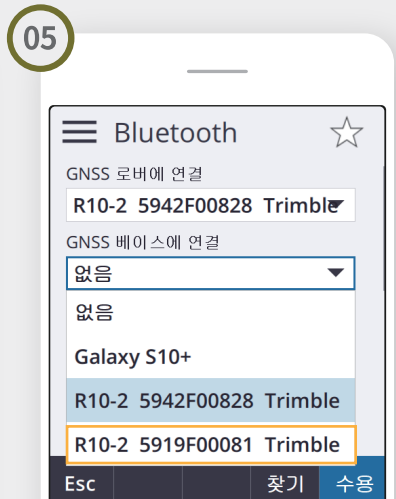 05
Bluetooth
GNSS 로버에 연결
R10-2 5942F00828 Trimble
GNSS 베이스에 연결
없음
없음
Galaxy S10+
R10-2 5942F00828 Trimble
R10-2 5919F00081 Trimble
Esc 찾기 수용